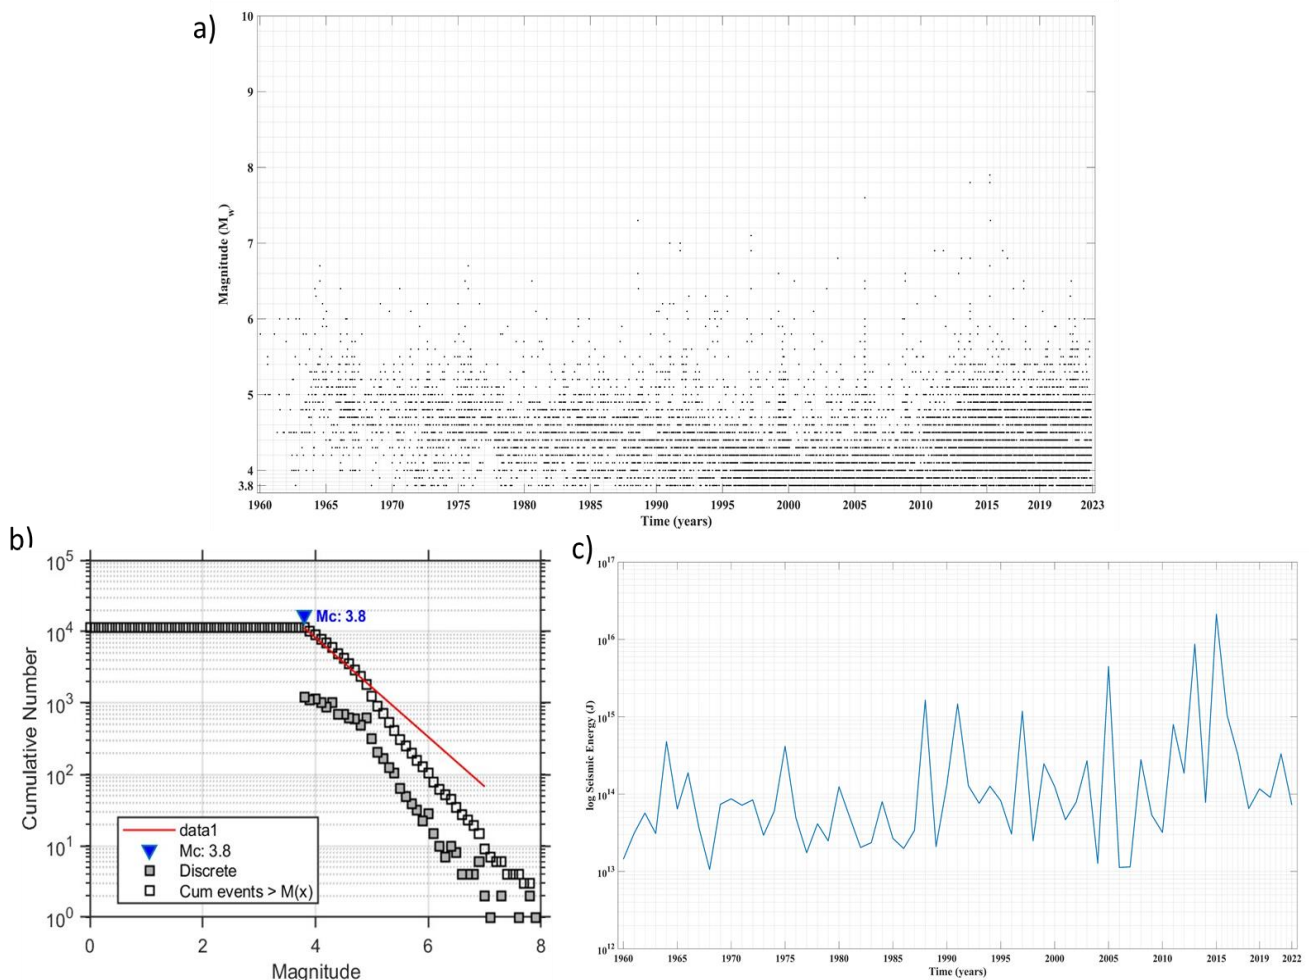 a)
10
9
8
7
6
5
4
3.8
Magnitude (Mw)
1960 1965 1970 1975 1980 1985 1990 1995 2000 2005 2010 2015 2019 2023
Time (years)
b)
10^5
10^4
10^3
10^2
10^1
10^0
Cumulative Number
Mc: 3.8
data1
Mc: 3.8
Discrete
Cum events > M(x)
0 2 4 6 8
Magnitude
c)
10^17
10^16
10^15
10^14
10^13
10^12
log Seismic Energy (J)
1960 1965 1970 1975 1980 1985 1990 1995 2000 2005 2010 2015 2019 2022
Time (years)